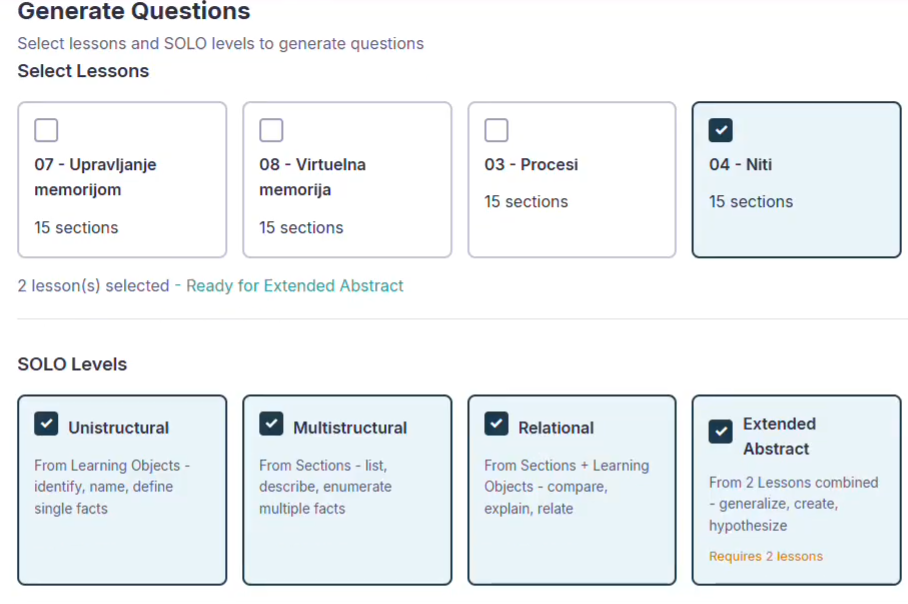 Generate Questions
Select lessons and SOLO levels to generate questions
Select Lessons
07 - Upravljanje
memorijom
15 sections
08 - Virtuelna
memorija
15 sections
03 - Procesi
15 sections
04 - Niti
15 sections
2 lesson(s) selected - Ready for Extended Abstract
SOLO Levels
Unistructural
From Learning Objects -
identify, name, define
single facts
Multistructural
From Sections - list,
describe, enumerate
multiple facts
Relational
From Sections + Learning
Objects - compare,
explain, relate
Extended
Abstract
From 2 Lessons combined
- generalize, create,
hypothesize
Requires 2 lessons